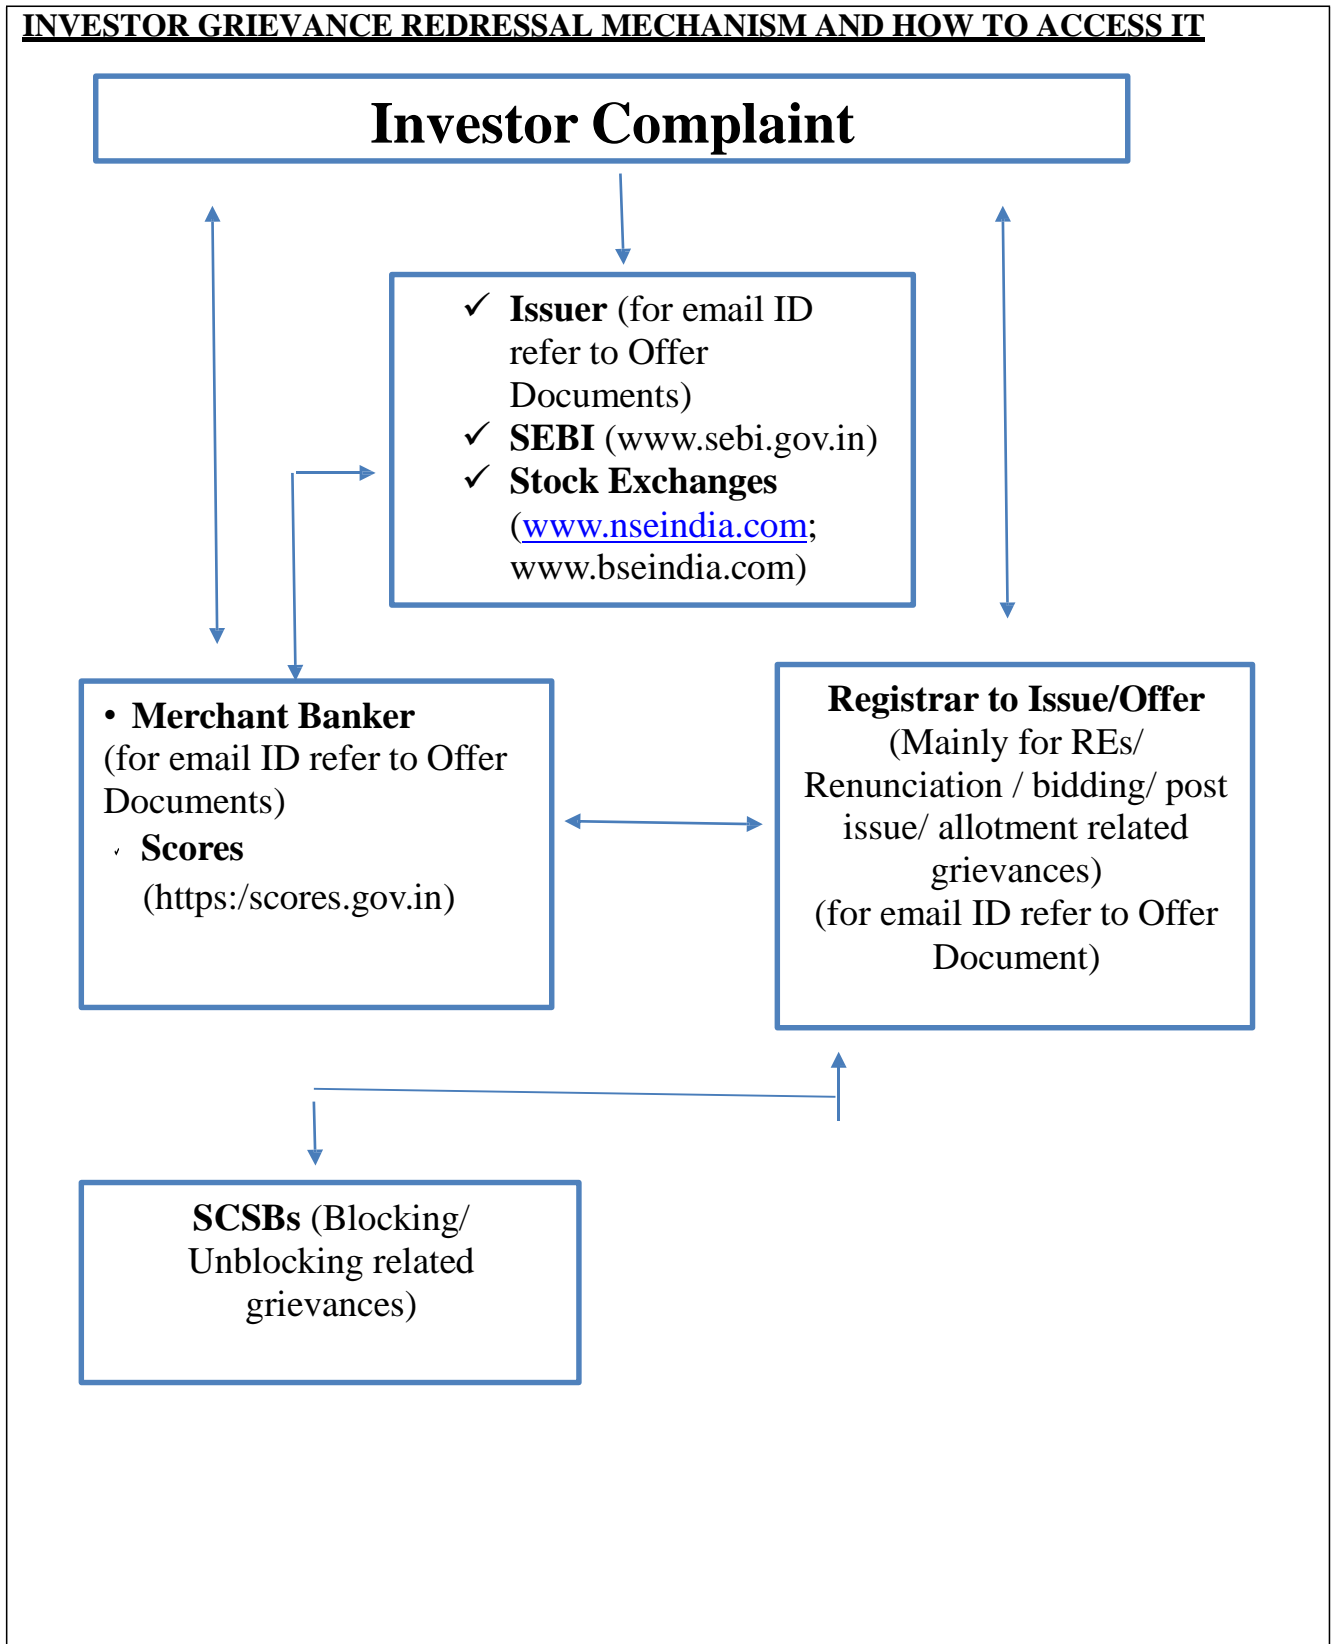 INVESTOR GRIEVANCE REDRESSAL MECHANISM AND HOW TO ACCESS IT
Investor Complaint
✓ Issuer (for email ID
refer to Offer
Documents)
✓ SEBI (www.sebi.gov.in)
✓ Stock Exchanges
(www.nseindia.com;
www.bseindia.com)
• Merchant Banker
(for email ID refer to Offer
Documents)
✓ Scores
(https:/scores.gov.in)
Registrar to Issue/Offer
(Mainly for REs/
Renunciation / bidding/ post
issue/ allotment related
grievances)
(for email ID refer to Offer
Document)
SCSBs (Blocking/
Unblocking related
grievances)